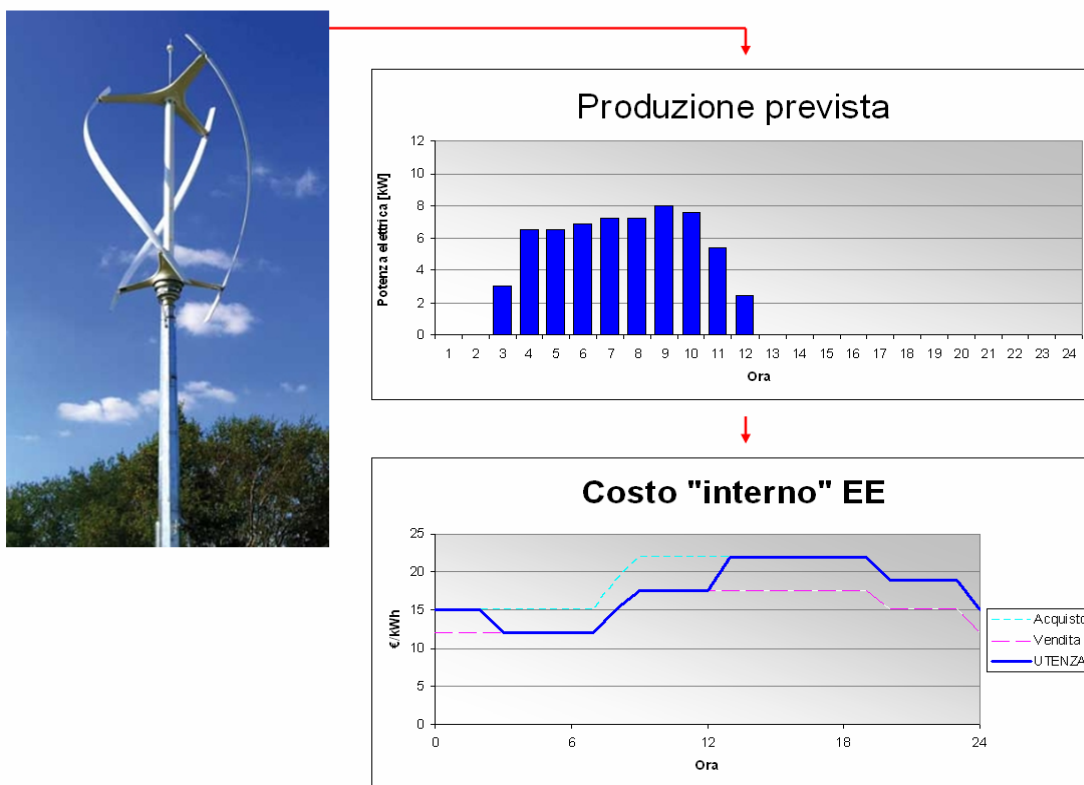 Produzione prevista
Potenza elettrica [kW]
12
10
8
6
4
2
0
1 2 3 4 5 6 7 8 9 10 11 12 13 14 15 16 17 18 19 20 21 22 23 24
Ora
Costo "interno" EE
€/kWh
25
20
15
10
5
0
0 6 12 18 24
Ora
Acquisto
Vendita
UTENZA